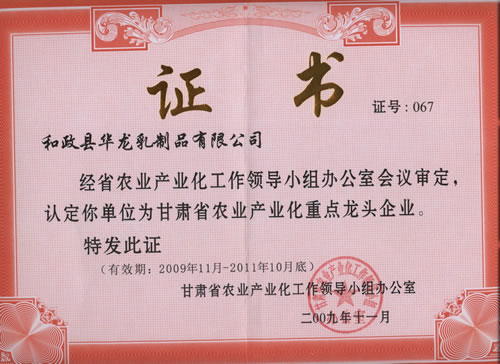 证书
证号:067
和政县华龙乳制品有限公司
经省农业产业化工作领导小组办公室会议审定,
认定你单位为甘肃省农业产业化重点龙头企业。
特发此证
(有效期:2009年11月-2011年10月底)
甘肃省农业产业化工作领导小组办公室
二00九年十一月